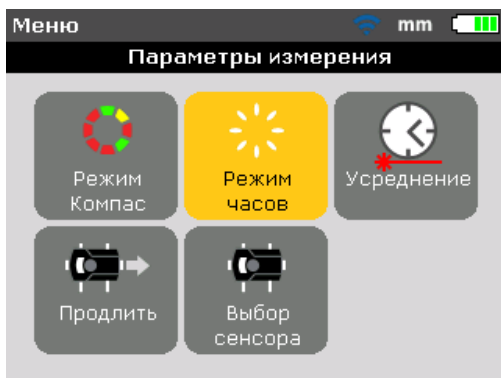 Меню mm
Параметры измерения
Режим
Компас
Режим
часов
Усреднение
Продлить
Выбор
сенсора